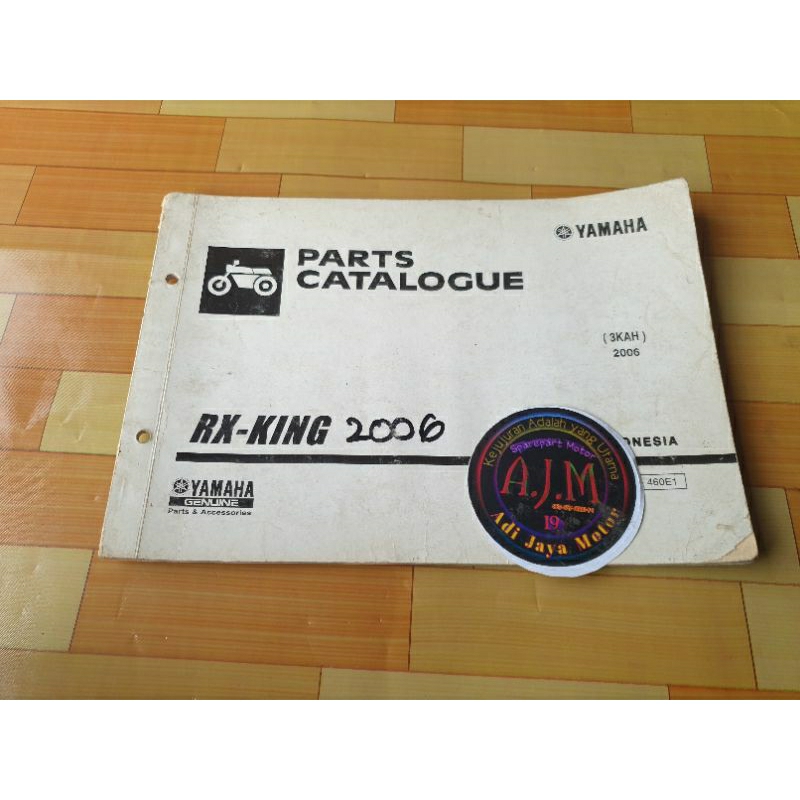 YAMAHA
PARTS
CATALOGUE
(3KAH)
2006
RX-KING 2006
ONESIA
460E1
YAMAHA
GENUINE
Parts & Accessories
Kejujuran Adalah yang Utama
Sparepart Motor
A.J.M
19
Adi Jaya Motor